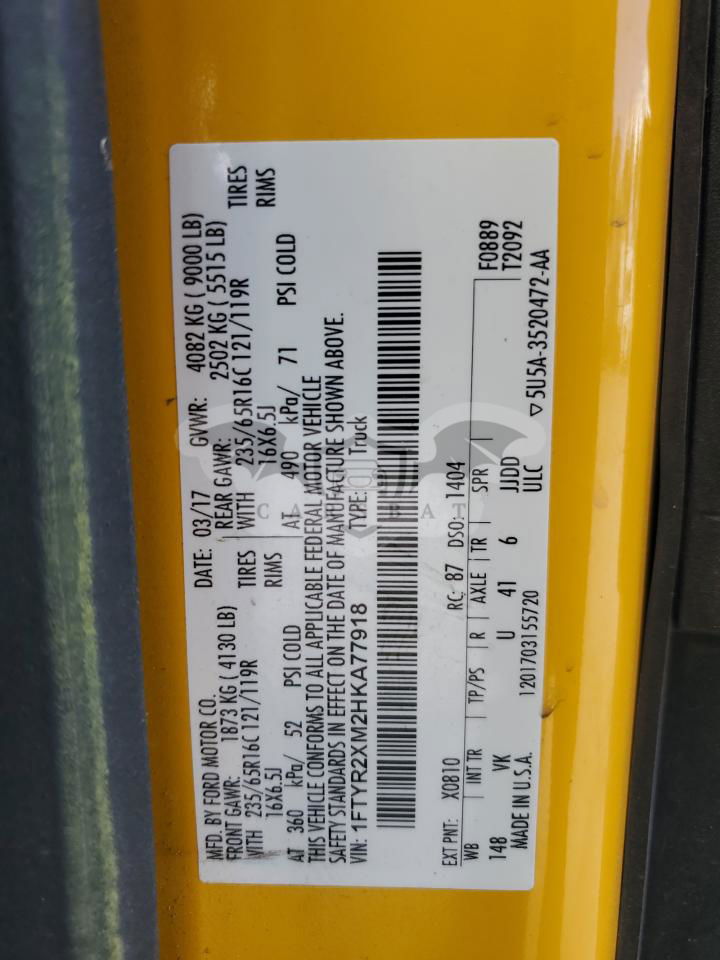 MFD. BY FORD MOTOR CO. DATE: 03/17 GVWR: 4082 KG ( 9000 LB)
FRONT GAWR: 1873 KG ( 4130 LB) REAR GAWR: 2502 KG ( 5515 LB)
WITH 235/65R16C 121/119R TIRES WITH 235/65R16C 121/119R TIRES
16X6.5J RIMS 16X6.5J RIMS
AT 360 kPa/ 52 PSI COLD AT 490 kPa/ 71 PSI COLD
THIS VEHICLE CONFORMS TO ALL APPLICABLE FEDERAL MOTOR VEHICLE
SAFETY STANDARDS IN EFFECT ON THE DATE OF MANUFACTURE SHOWN ABOVE.
VIN: 1FTYR2XM2HKA77918 TYPE: Truck
CARBAT
EXT PNT: X0810 RC: 87 DSO: 1404 F0889
WB INT TR TP/PS R AXLE TR SPR T2092
148 VK U 41 6 JJDD
MADE IN U.S.A. 1201703155720 ULC ▽5U5A-3520472-AA